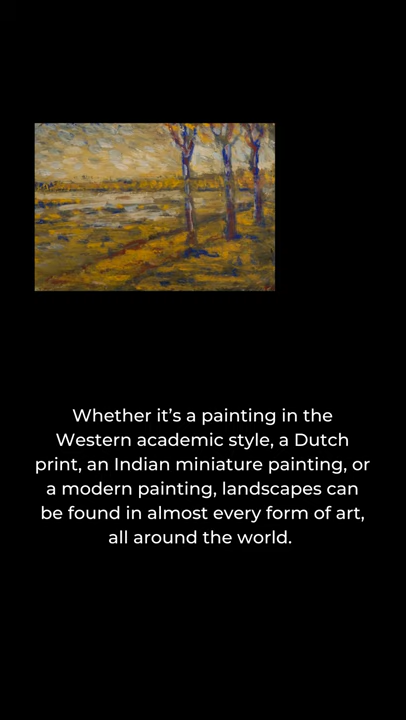 Whether it’s a painting in the
Western academic style, a Dutch
print, an Indian miniature painting, or
a modern painting, landscapes can
be found in almost every form of art,
all around the world.